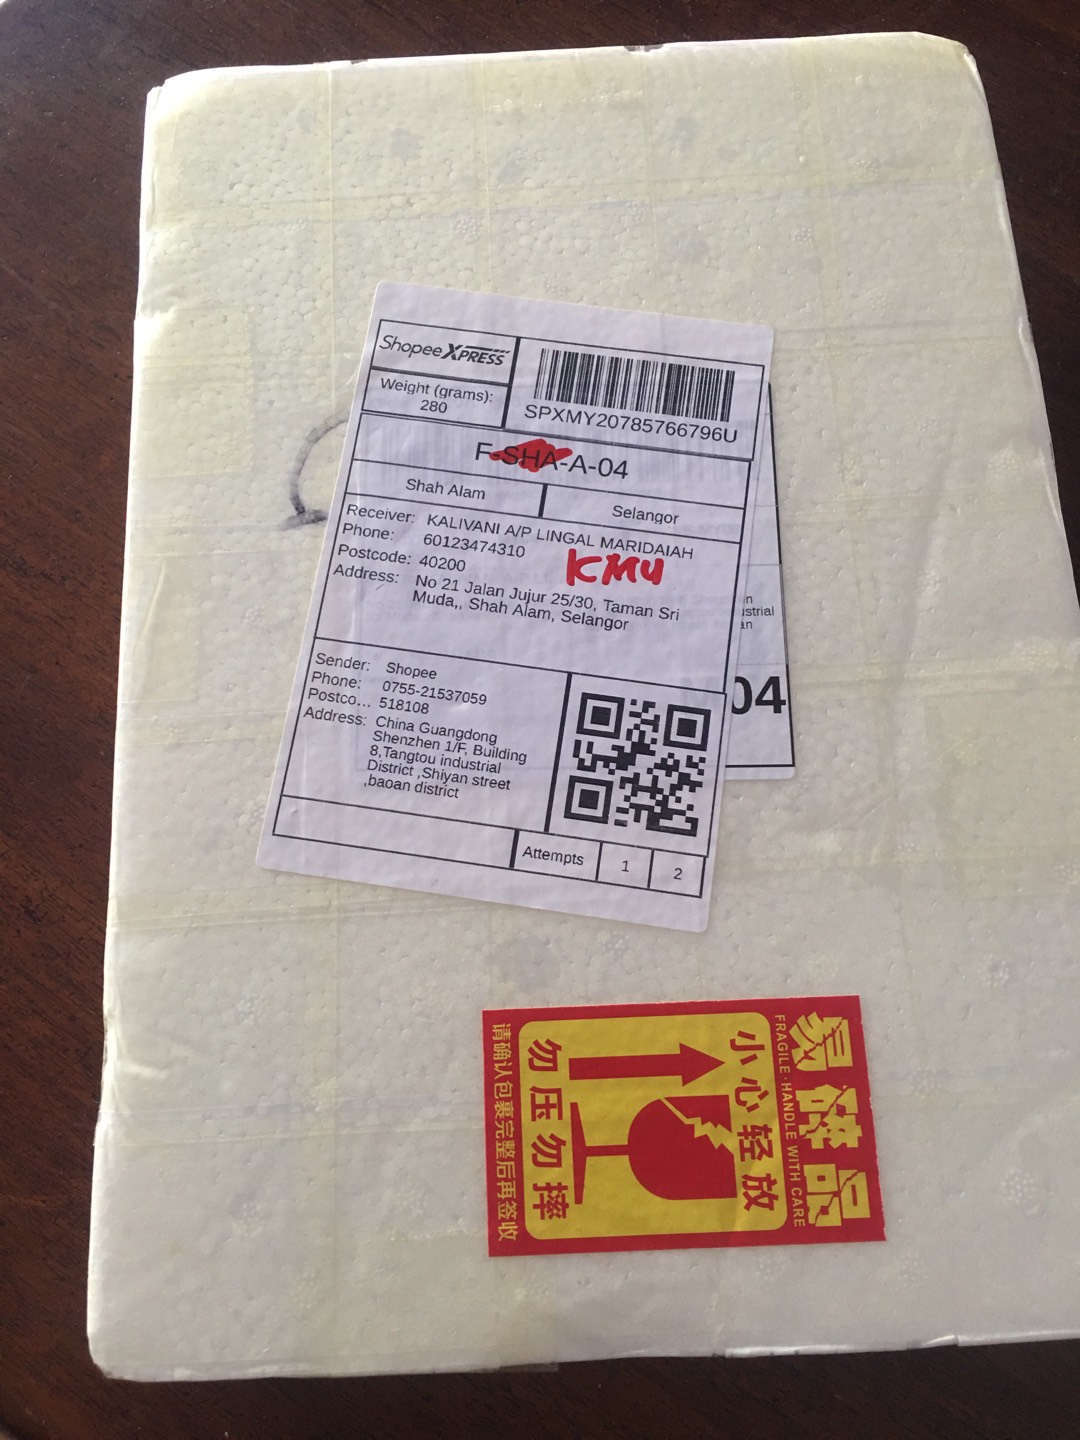 Shopee XPRESS
Weight (grams):
280
SPXMY20785766796U
F-SHA-A-04
Shah Alam
Selangor
Receiver: KALIVANI A/P LINGAL MARIDAIAH
Phone: 60123474310
KMU
Postcode: 40200
Address: No 21 Jalan Jujur 25/30, Taman Sri
Muda,, Shah Alam, Selangor
Sender: Shopee
Phone: 0755-21537059
Postco... 518108
Address: China Guangdong
Shenzhen 1/F, Building
8,Tangtou industrial
District ,Shiyan street
,baoan district
Attempts
1
2
04
易碎品
FRAGILE·HANDLE WITH CARE
小心轻放
勿压勿摔
请确认包裹完整后再签收